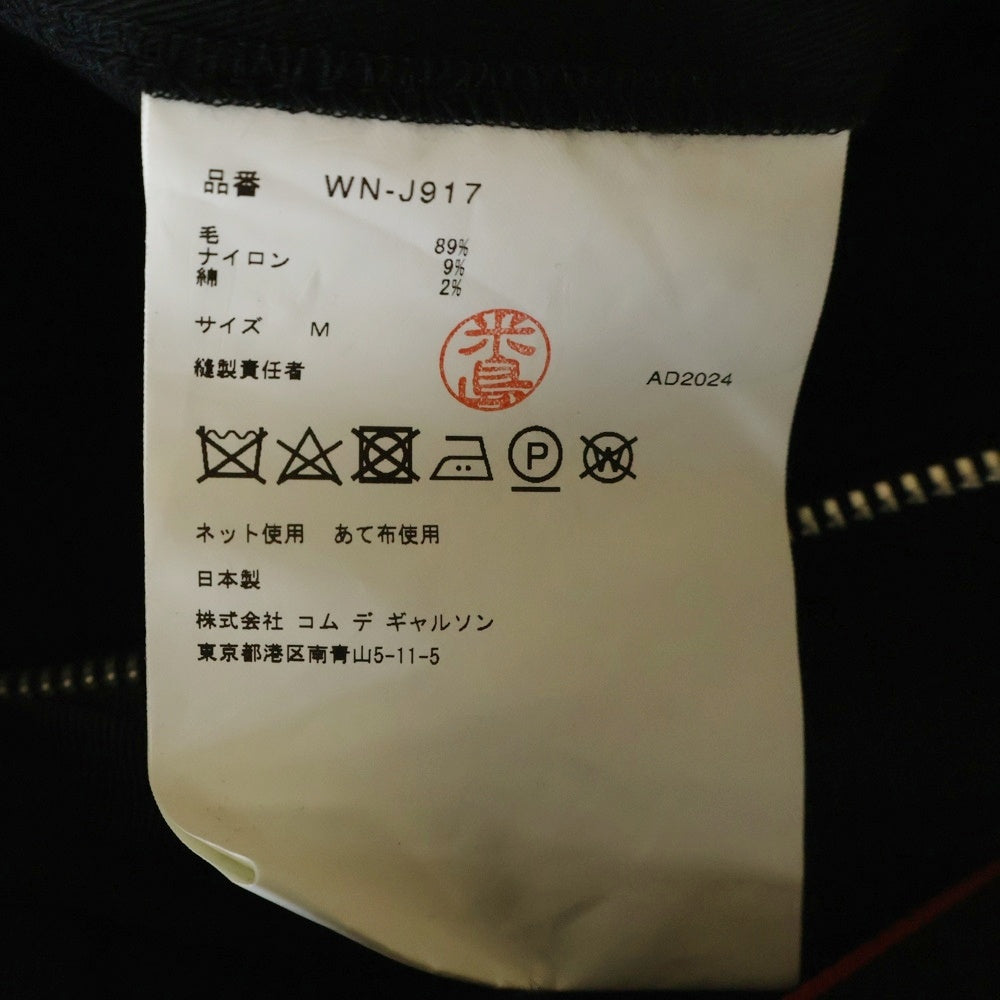 品番 WN-J917
毛 89%
ナイロン 9%
綿 2%
サイズ M
縫製責任者
AD2024
P W
ネット使用 あて布使用
日本製
株式会社 コム デ ギャルソン
東京都港区南青山5-11-5